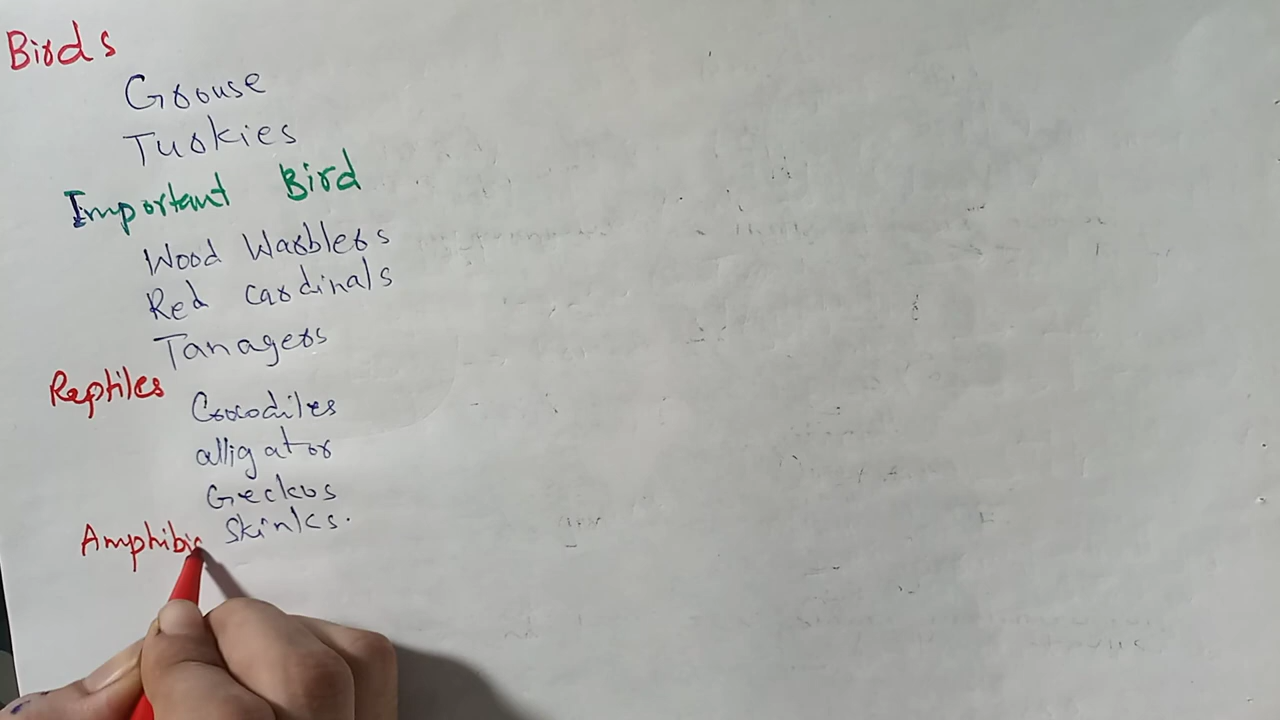 Birds
Grouse
Turkies
Important Bird
Wood Warblers
Red cardinals
Tanagers
Reptiles
Crocodiles
alligator
Geckos
Skinks.
Amphibi